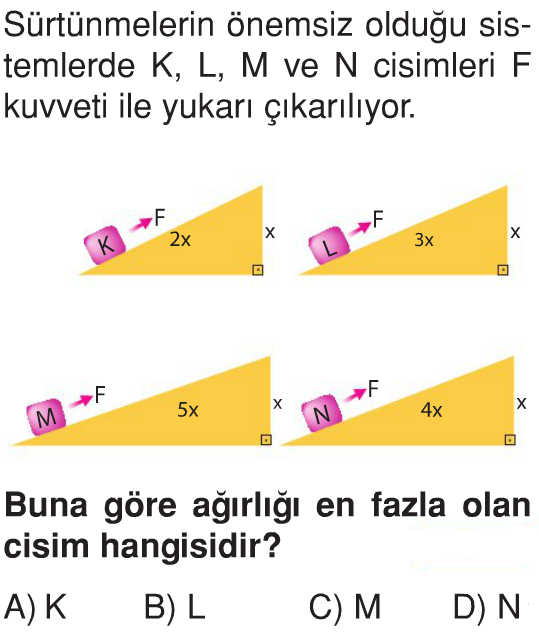 Sürtünmelerin önemsiz olduğu sis-
temlerde K, L, M ve N cisimleri F
kuvveti ile yukarı çıkarılıyor.
K F 2x x
L F 3x x
M F 5x x
N F 4x x
Buna göre ağırlığı en fazla olan
cisim hangisidir?
A) K B) L C) M D) N